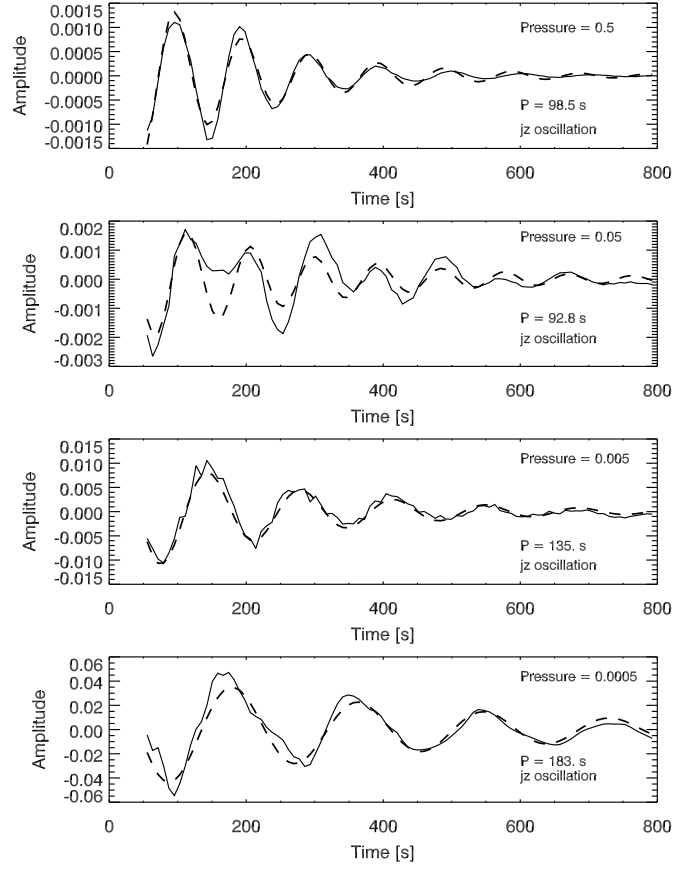 Amplitude
0.0015
0.0010
0.0005
0.0000
-0.0005
-0.0010
-0.0015
Pressure = 0.5
P = 98.5 s
jz oscillation
0 200 400 600 800
Time [s]
Amplitude
0.002
0.001
0.000
-0.001
-0.002
-0.003
Pressure = 0.05
P = 92.8 s
jz oscillation
0 200 400 600 800
Time [s]
Amplitude
0.015
0.010
0.005
0.000
-0.005
-0.010
-0.015
Pressure = 0.005
P = 135. s
jz oscillation
0 200 400 600 800
Time [s]
Amplitude
0.06
0.04
0.02
0.00
-0.02
-0.04
-0.06
Pressure = 0.0005
P = 183. s
jz oscillation
0 200 400 600 800
Time [s]